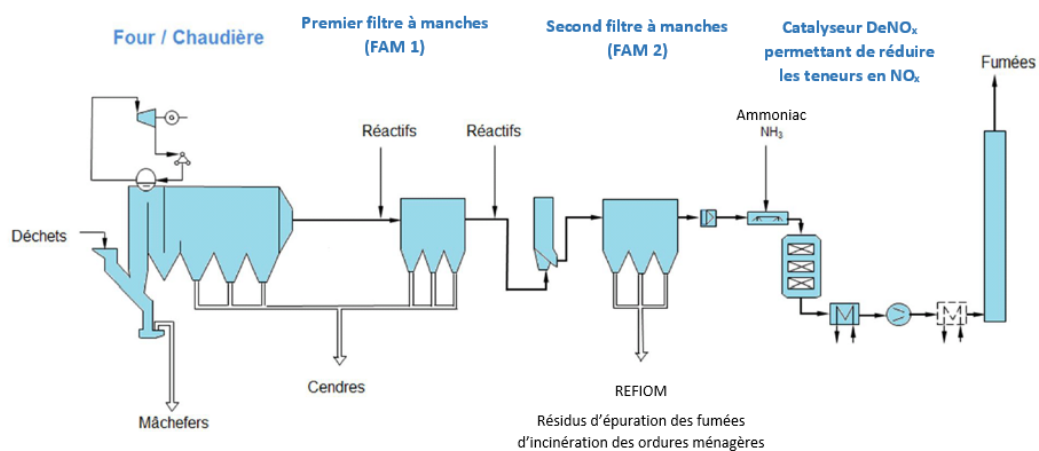 Four / Chaudière
Premier filtre à manches
(FAM 1)
Second filtre à manches
(FAM 2)
Catalyseur DeNOₓ
permettant de réduire
les teneurs en NOₓ
Fumées
Réactifs
Réactifs
Ammoniac
NH₃
Déchets
Cendres
Mâchefers
REFIOM
Résidus d’épuration des fumées
d’incinération des ordures ménagères